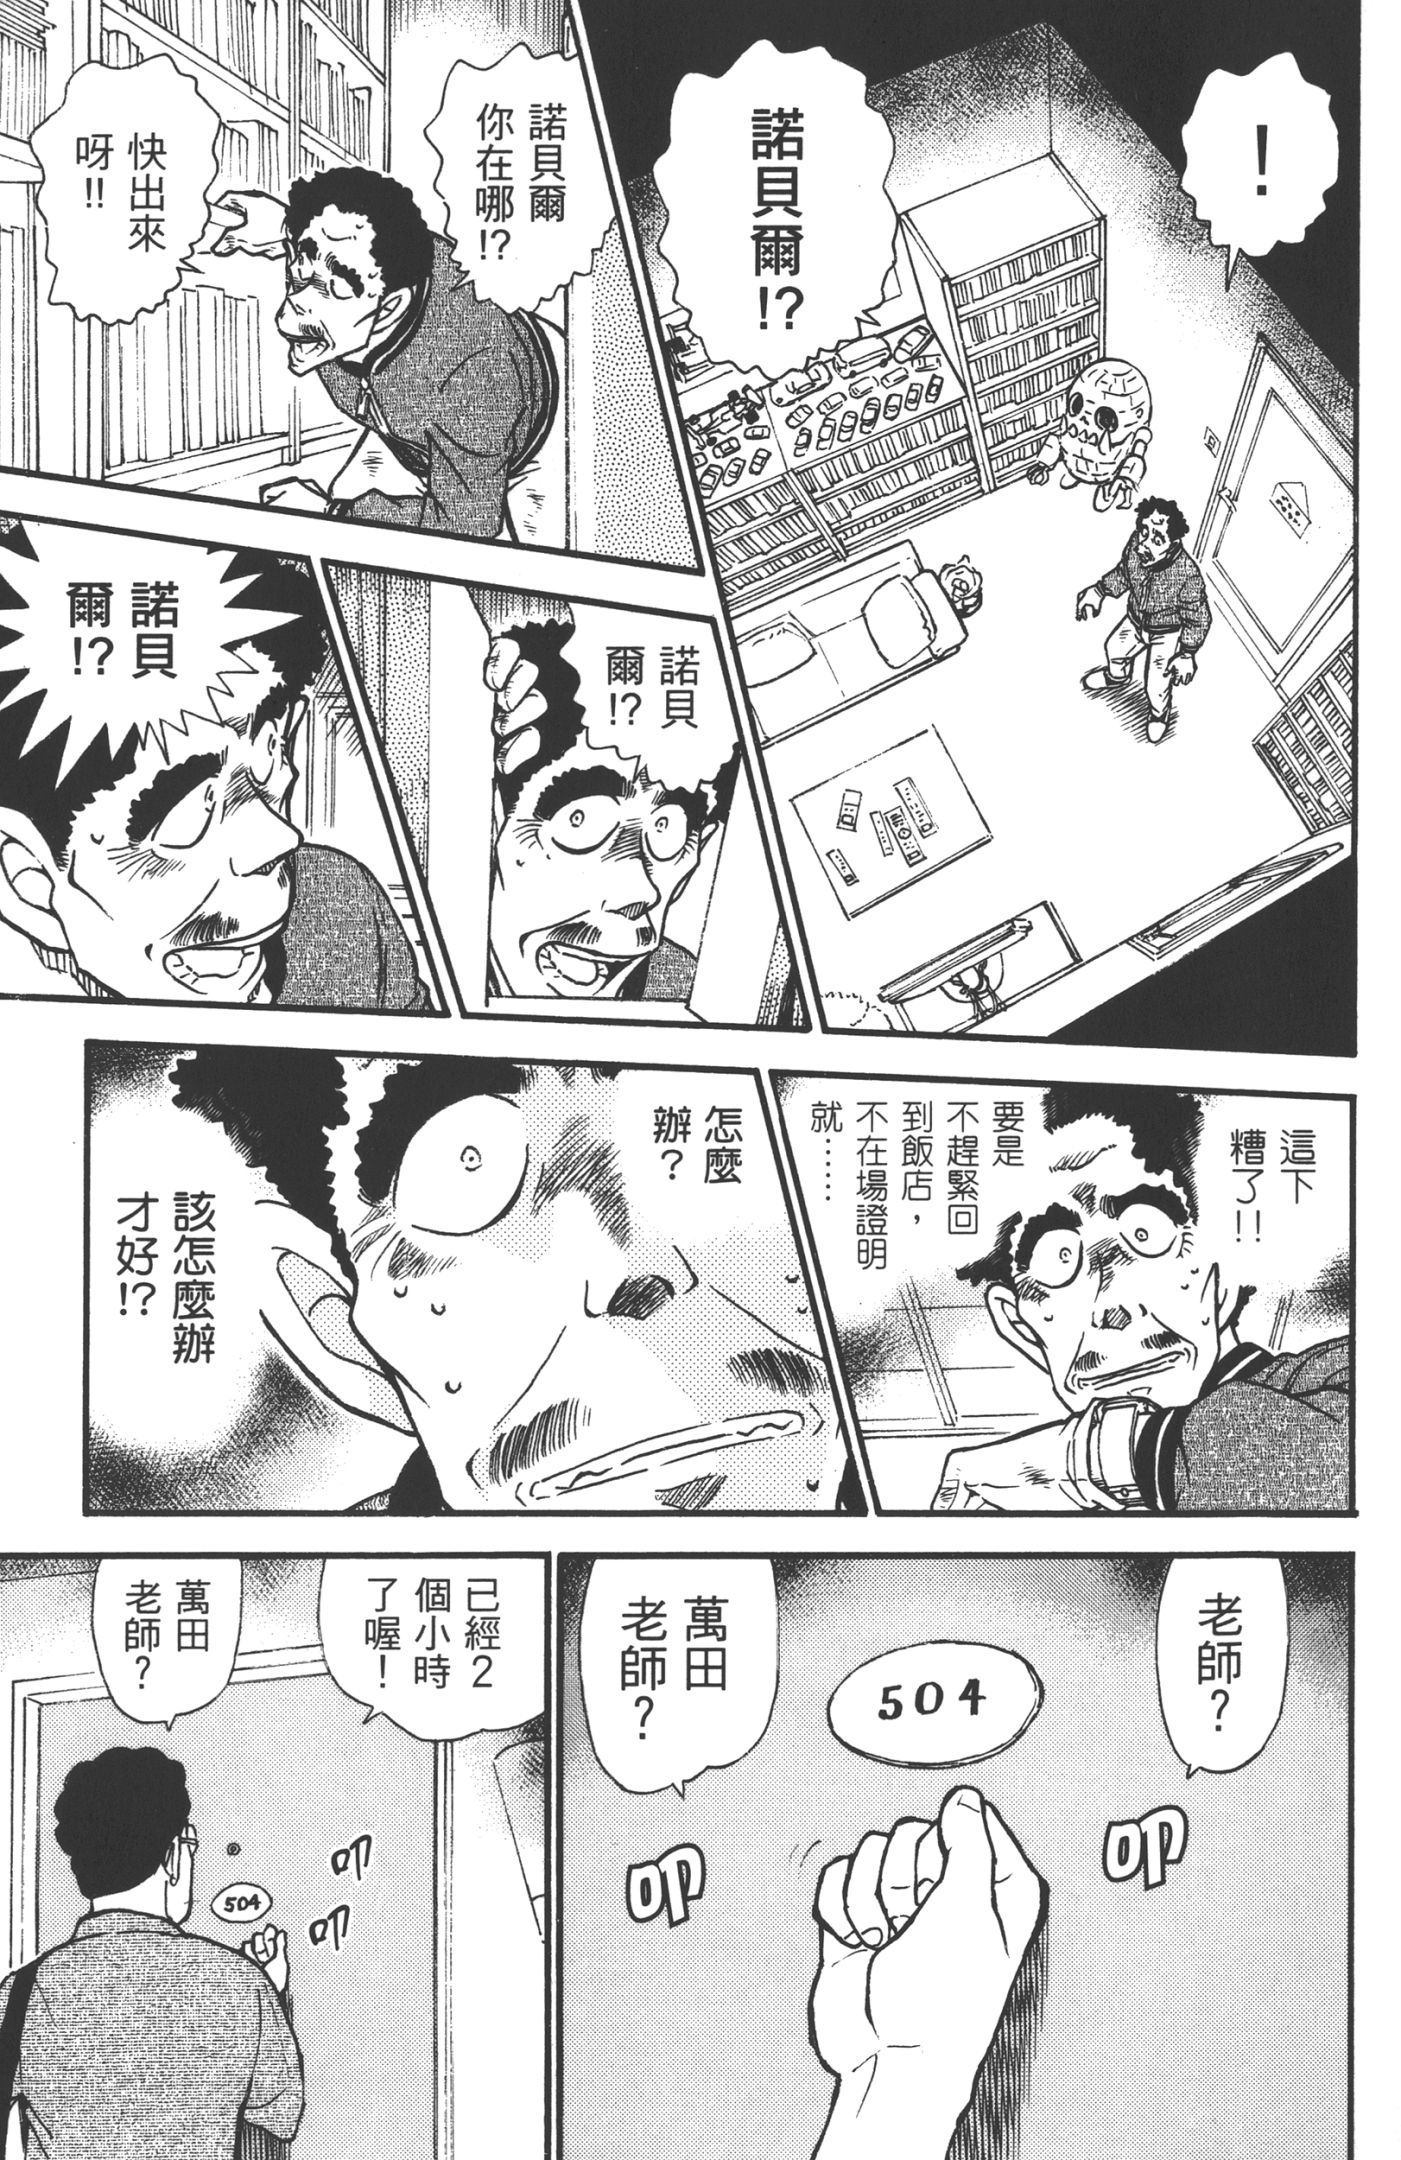 ！
諾貝爾!?
諾貝爾
你在哪!?
快出來
呀!!
諾貝
爾!?
諾貝
爾!?
這下
糟了!!
要是
不趕緊回
到飯店，
不在場證明
就……
怎麼
辦？
該怎麼辦
才好!?
老師？
504
叩
萬田
老師？
叩
已經2
個小時
了喔！
萬田
老師？
504
叩
叩